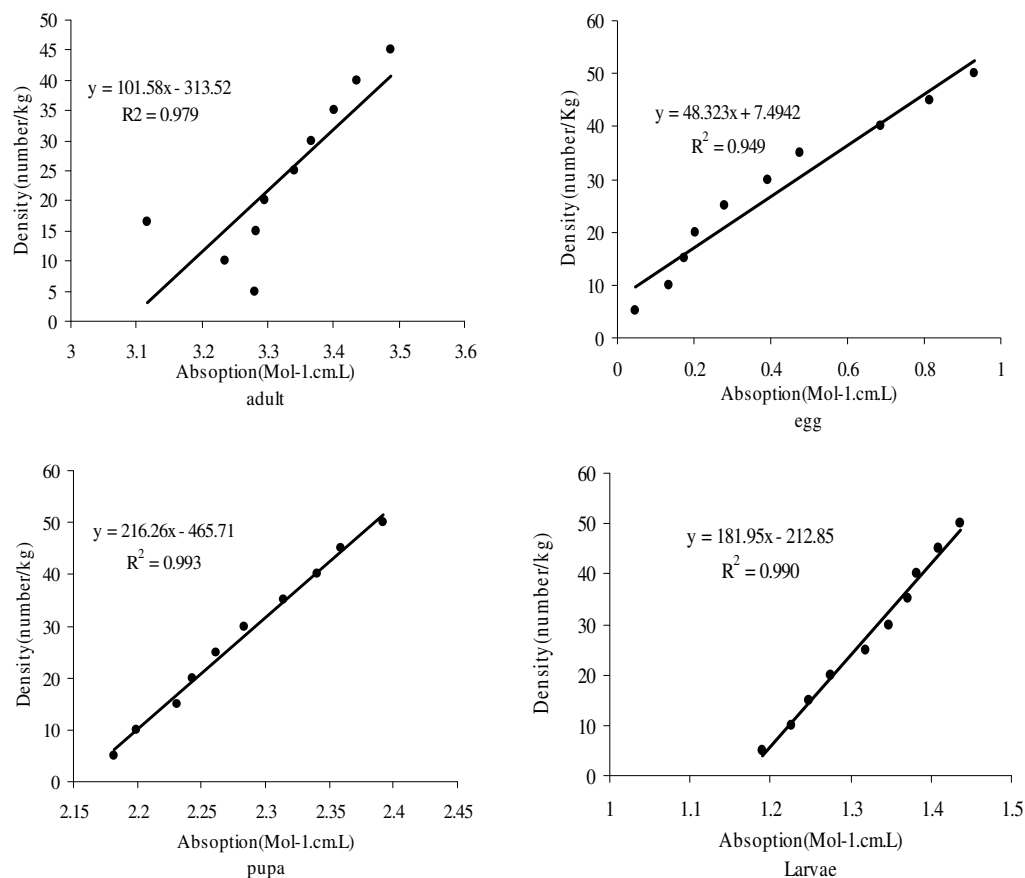 50
45
40
35
30
25
20
15
10
5
0
Density(number/kg)
y = 101.58x - 313.52
R2 = 0.979
3 3.1 3.2 3.3 3.4 3.5 3.6
Absoption(Mol-1.cm.L)
adult
60
50
40
30
20
10
0
Density(number/Kg)
y = 48.323x + 7.4942
R² = 0.949
0 0.2 0.4 0.6 0.8 1
Absoption(Mol-1.cm.L)
egg
60
50
40
30
20
10
0
Density(number/kg)
y = 216.26x - 465.71
R² = 0.993
2.15 2.2 2.25 2.3 2.35 2.4 2.45
Absoption(Mol-1.cm.L)
pupa
60
50
40
30
20
10
0
Density(number/kg)
y = 181.95x - 212.85
R² = 0.990
1 1.1 1.2 1.3 1.4 1.5
Absoption(Mol-1.cm.L)
Larvae